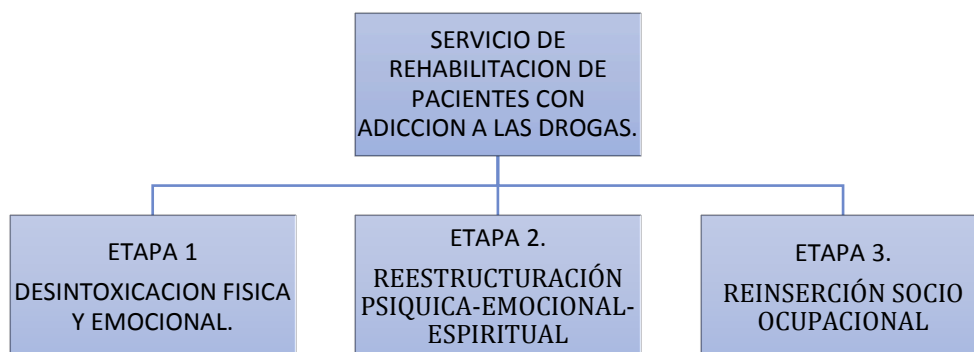 SERVICIO DE
REHABILITACION DE
PACIENTES CON
ADICCION A LAS DROGAS.
ETAPA 1
DESINTOXICACION FISICA
Y EMOCIONAL.
ETAPA 2.
REESTRUCTURACIÓN
PSIQUICA-EMOCIONAL-
ESPIRITUAL
ETAPA 3.
REINSERCIÓN SOCIO
OCUPACIONAL